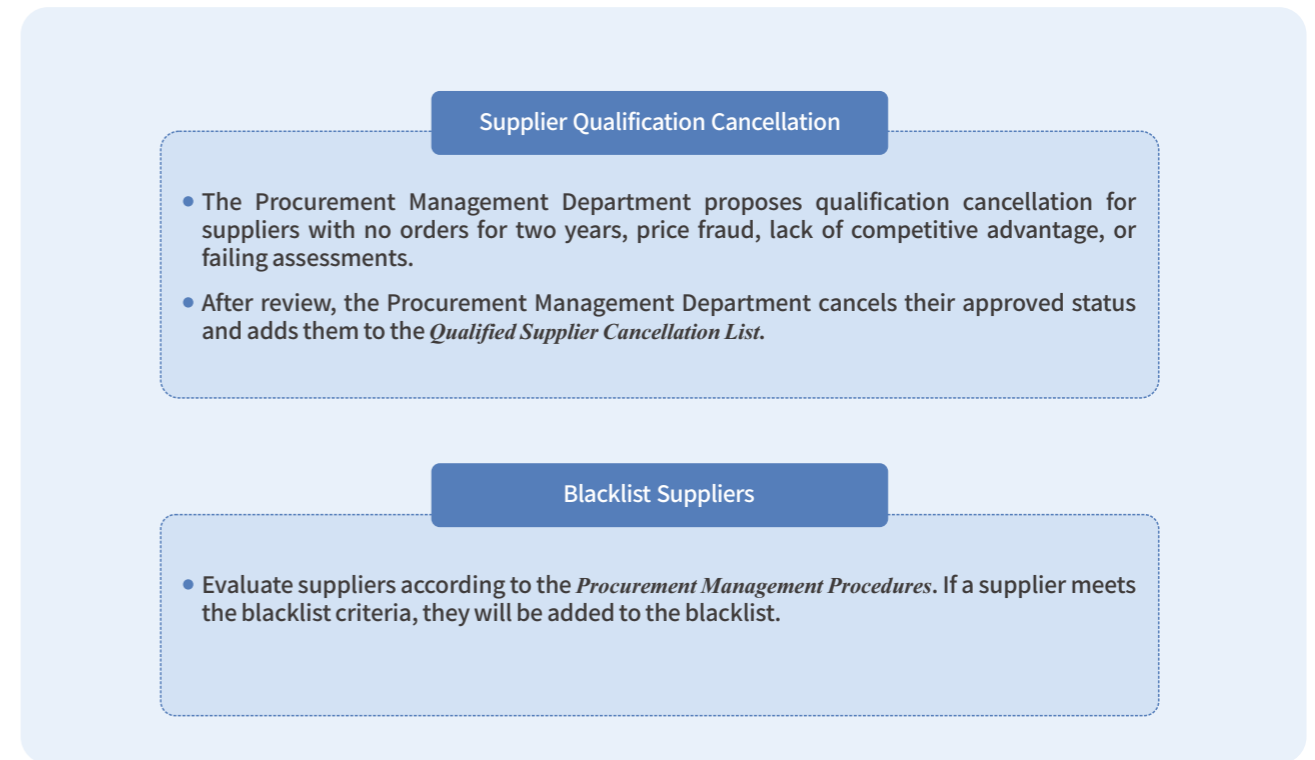 Supplier Qualification Cancellation
• The Procurement Management Department proposes qualification cancellation for
suppliers with no orders for two years, price fraud, lack of competitive advantage, or
failing assessments.
• After review, the Procurement Management Department cancels their approved status
and adds them to the Qualified Supplier Cancellation List.
Blacklist Suppliers
• Evaluate suppliers according to the Procurement Management Procedures. If a supplier meets
the blacklist criteria, they will be added to the blacklist.